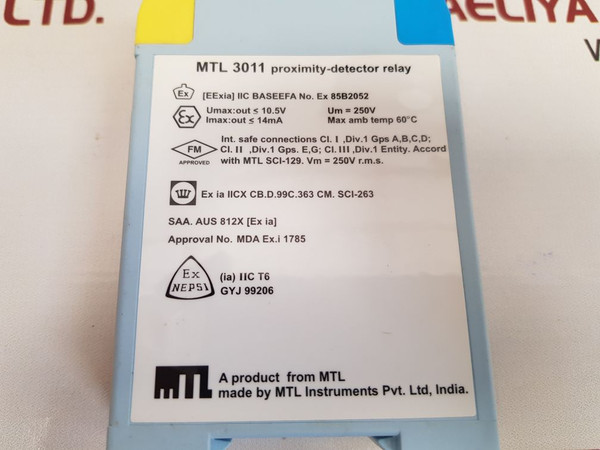 LTD.
AELIYA
MTL 3011 proximity-detector relay
Ex [EExia] IIC BASEEFA No. Ex 85B2052
Ex Umax:out ≤ 10.5V Um = 250V
Imax:out ≤ 14mA Max amb temp 60°C
Int. safe connections Cl. I ,Div.1 Gps A,B,C,D;
FM Cl. II ,Div.1 Gps. E,G; Cl. III ,Div.1 Entity. Accord
APPROVED with MTL SCI-129. Vm = 250V r.m.s.
Ex ia IICX CB.D.99C.363 CM. SCI-263
SAA. AUS 812X [Ex ia]
Approval No. MDA Ex.i 1785
Ex (ia) IIC T6
NEPSI GYJ 99206
MTL A product from MTL
made by MTL Instruments Pvt. Ltd, India.